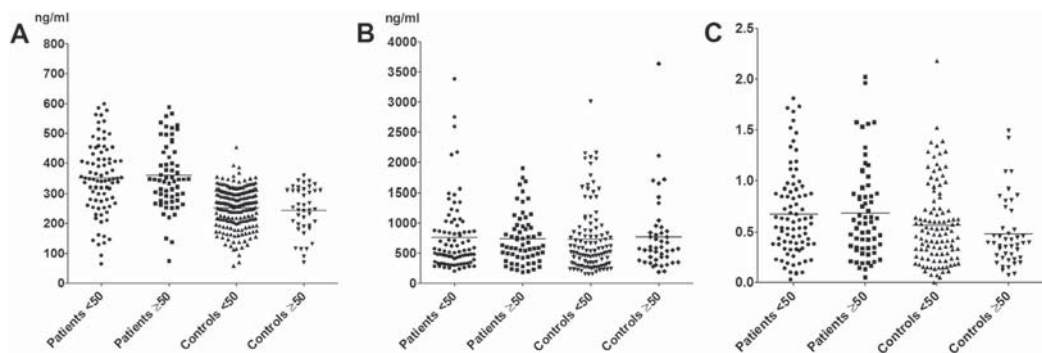 A
ng/ml
800
700
600
500
400
300
200
100
0
Patients <50
Patients ≥50
Controls <50
Controls ≥50
B
ng/ml
4000
3500
3000
2500
2000
1500
1000
500
0
Patients <50
Patients ≥50
Controls <50
Controls ≥50
C
2.5
2.0
1.5
1.0
0.5
0.0
Patients <50
Patients ≥50
Controls <50
Controls ≥50